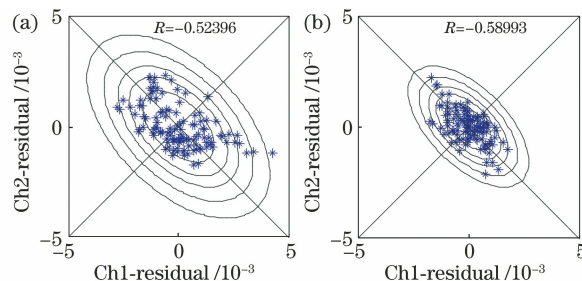 (a)
R=−0.52396
5
0
−5
Ch2-residual /10⁻³
−5 0 5
Ch1-residual /10⁻³
(b)
R=−0.58993
5
0
−5
Ch2-residual /10⁻³
−5 0 5
Ch1-residual /10⁻³